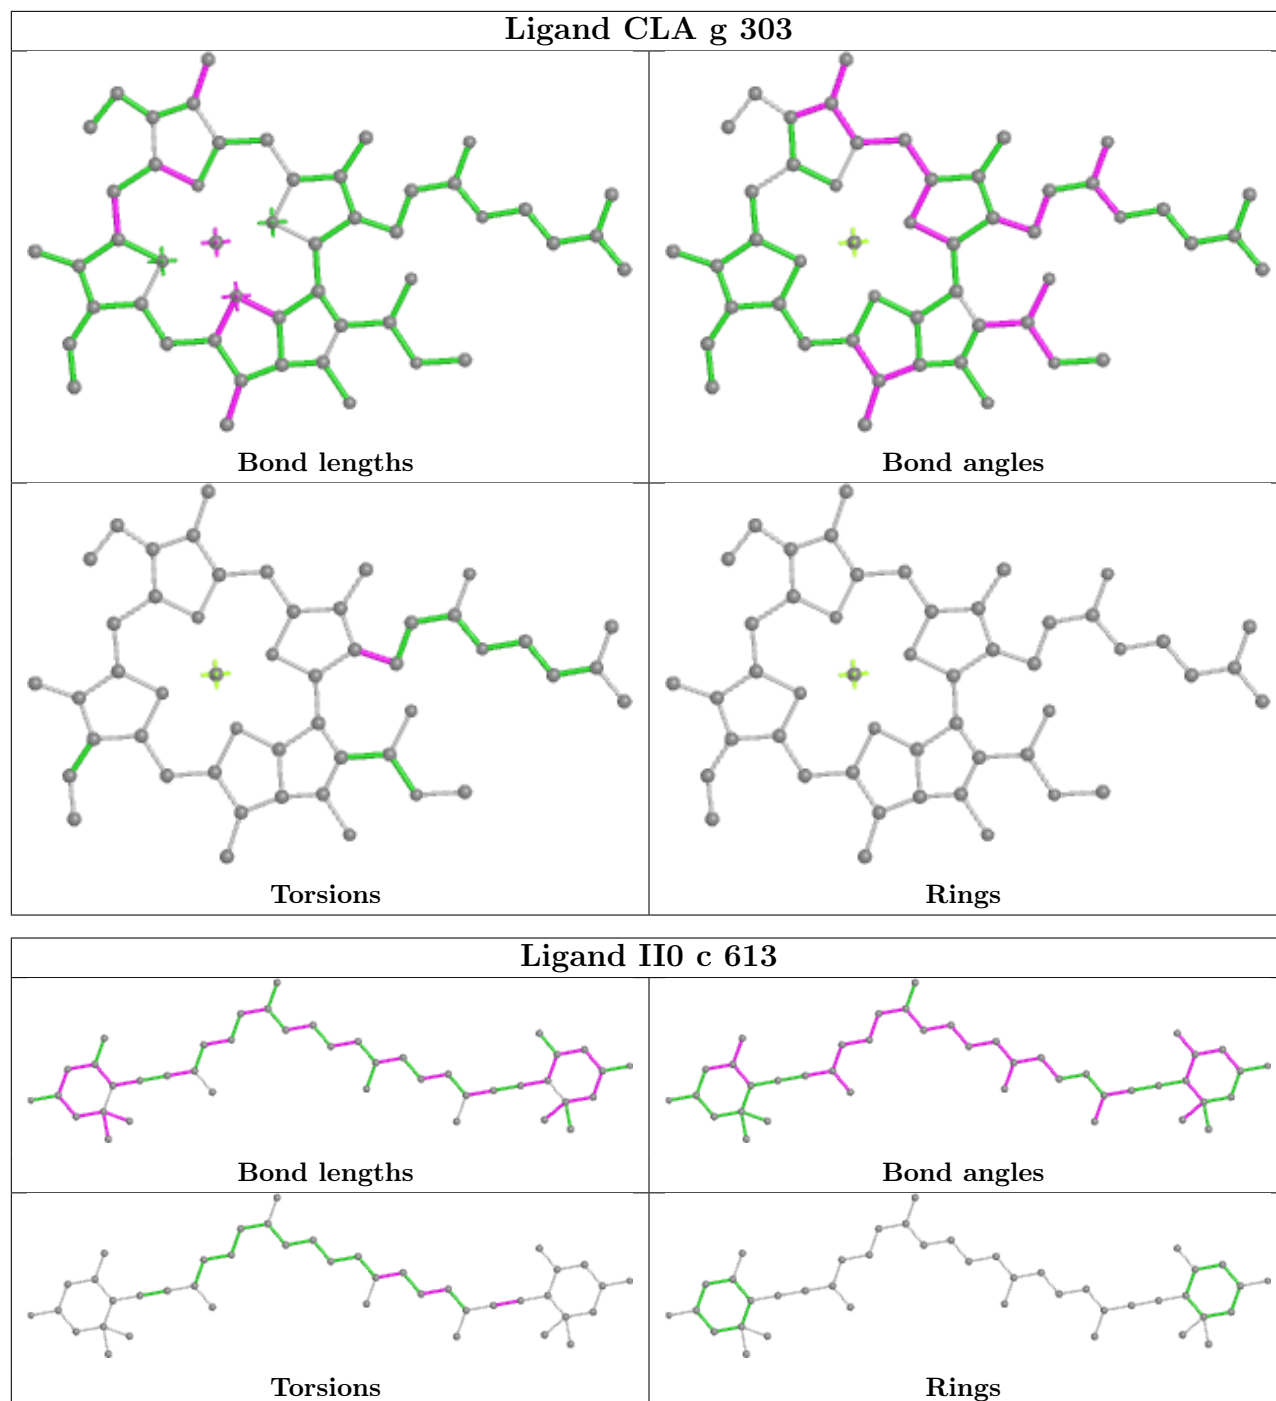 Ligand CLA g 303
Bond lengths
Bond angles
Torsions
Rings
Ligand II0 c 613
Bond lengths
Bond angles
Torsions
Rings